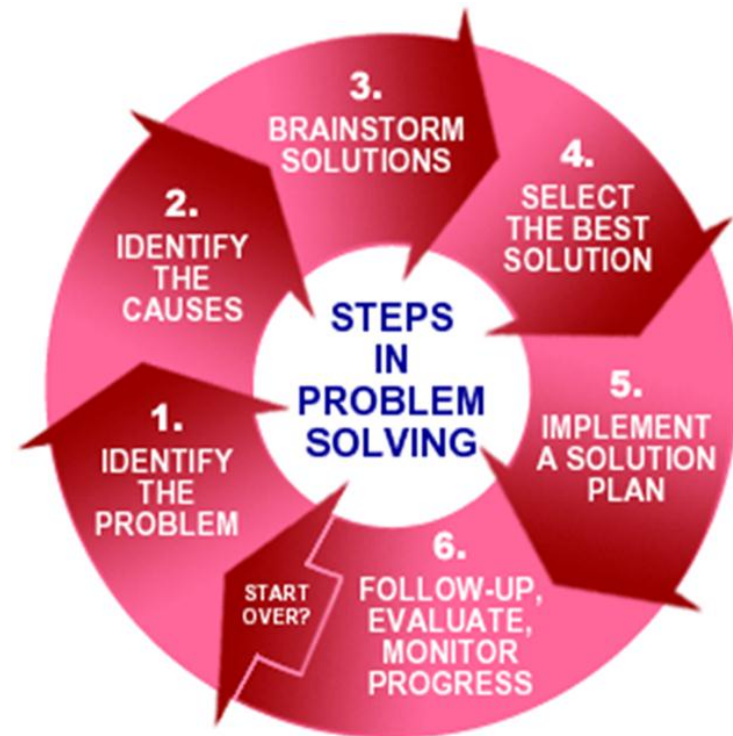 STEPS
IN
PROBLEM
SOLVING
1.
IDENTIFY
THE
PROBLEM
2.
IDENTIFY
THE
CAUSES
3.
BRAINSTORM
SOLUTIONS
4.
SELECT
THE BEST
SOLUTION
5.
IMPLEMENT
A SOLUTION
PLAN
6.
FOLLOW-UP,
EVALUATE,
MONITOR
PROGRESS
START
OVER?